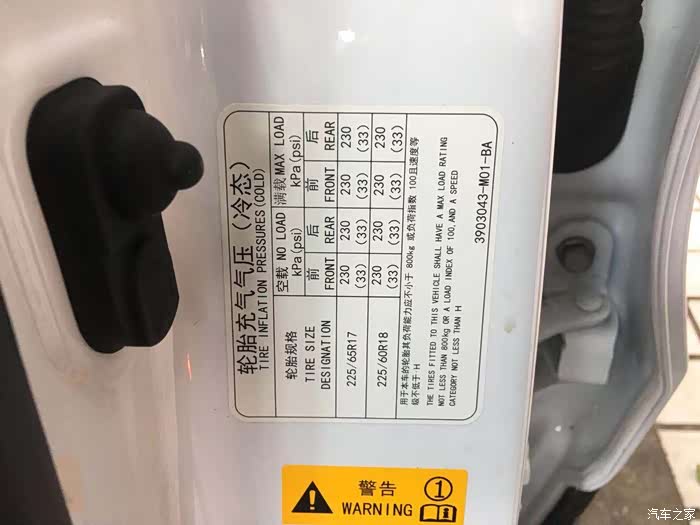 轮胎充气气压（冷态）
TIRE INFLATION PRESSURES(COLD)
轮胎规格 空载 NO LOAD 满载 MAX LOAD
TIRE SIZE kPa(psi) kPa(psi)
DESIGNATION 前 后 前 后
FRONT REAR FRONT REAR
225/65R17 230 230 230 230
(33) (33) (33) (33)
225/60R18 230 230 230 230
(33) (33) (33) (33)
用于本车的轮胎其负荷能力应不小于 800kg 或负荷指数 100且速度等
级不低于 H
THE TIRES FITTED TO THIS VEHICLE SHALL HAVE A MAX LOAD RATING
NOT LESS THAN 800kg OR A LOAD INDEX OF 100, AND A SPEED
CATEGORY NOT LESS THAN H
3903043-M01-BA
警告
WARNING
1
i
汽车之家